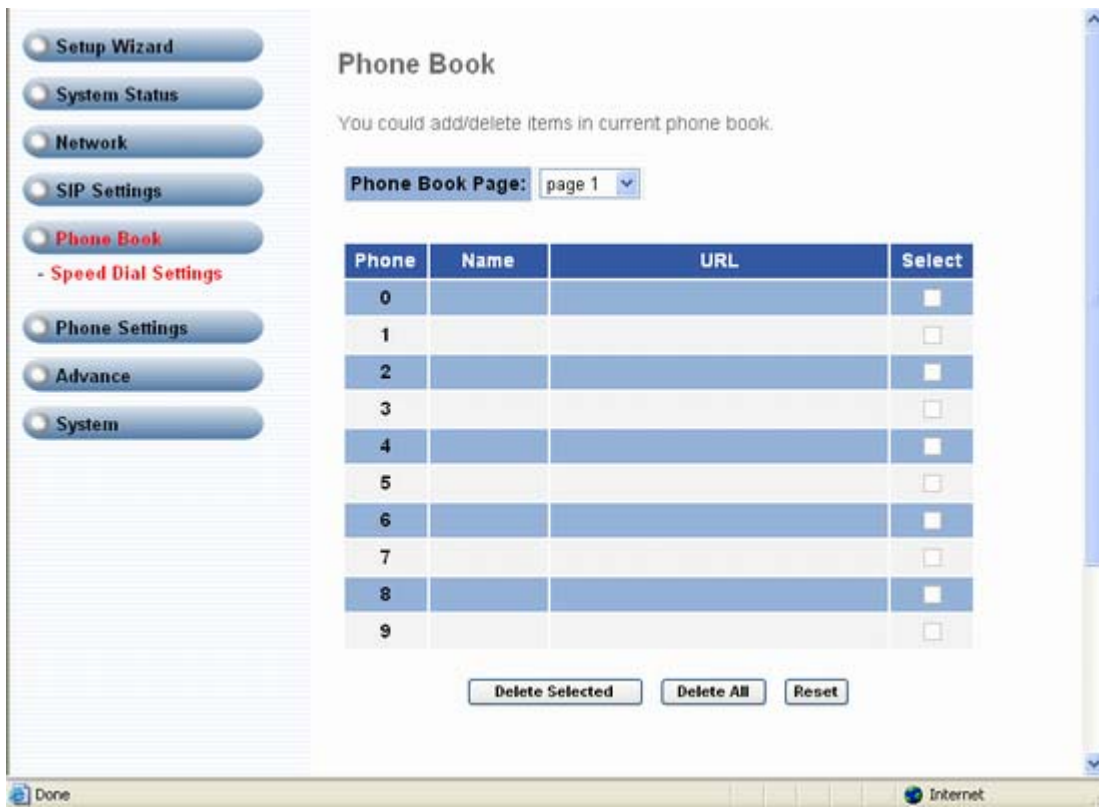 Setup Wizard
System Status
Network
SIP Settings
Phone Book
- Speed Dial Settings
Phone Settings
Advance
System
Phone Book
You could add/delete items in current phone book.
Phone Book Page: page 1
Phone Name URL Select
0
1
2
3
4
5
6
7
8
9
Delete Selected Delete All Reset
Done Internet